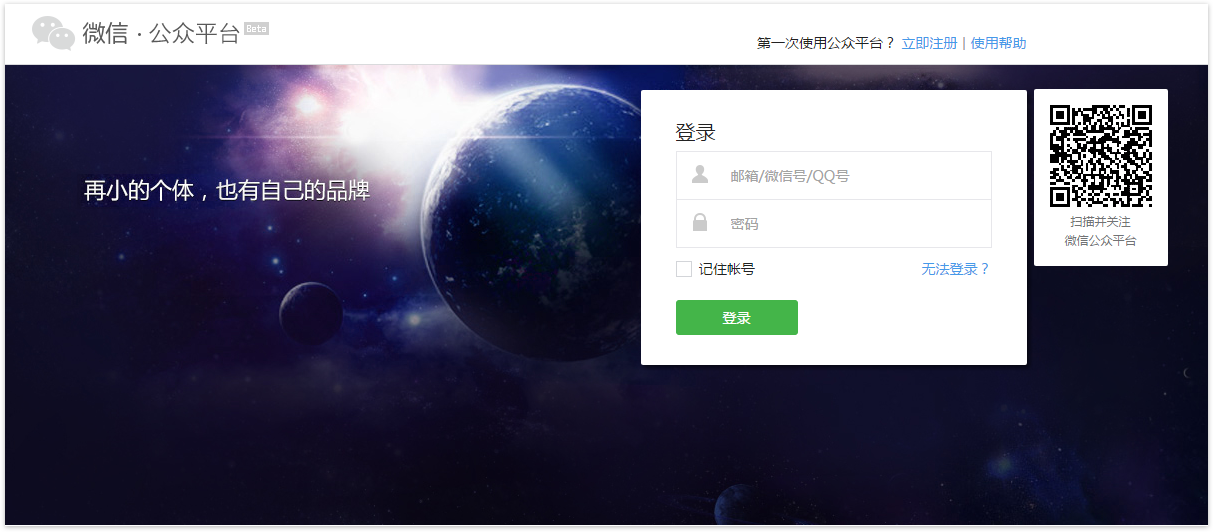 微信 · 公众平台 Beta
第一次使用公众平台？ 立即注册 | 使用帮助
再小的个体，也有自己的品牌
登录
邮箱/微信号/QQ号
密码
记住帐号 无法登录？
登录
扫描并关注
微信公众平台